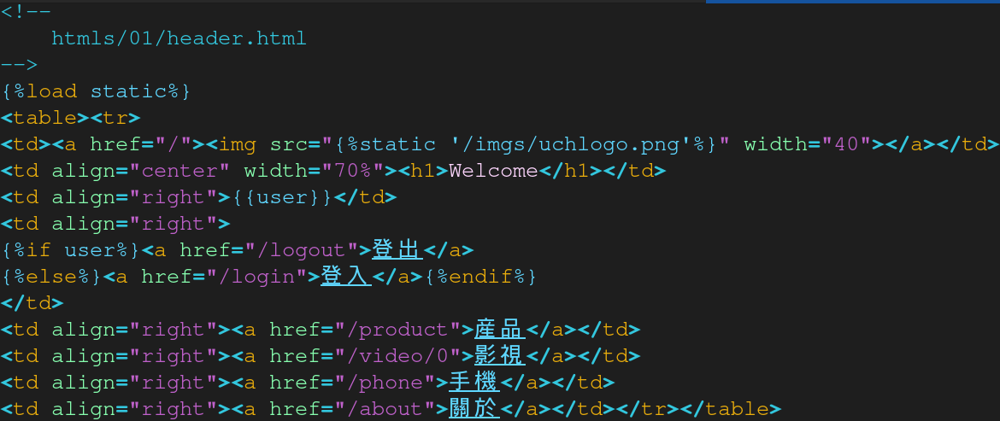 <!--
    htmls/01/header.html
-->
{%load static%}
<table><tr>
<td><a href="/"><img src="{%static '/imgs/uchlogo.png'%}" width="40"></a></td>
<td align="center" width="70%"><h1>Welcome</h1></td>
<td align="right">{{user}}</td>
<td align="right">
{%if user%}<a href="/logout">登出</a>
{%else%}<a href="/login">登入</a>{%endif%}
</td>
<td align="right"><a href="/product">産品</a></td>
<td align="right"><a href="/video/0">影視</a></td>
<td align="right"><a href="/phone">手機</a></td>
<td align="right"><a href="/about">關於</a></td></tr></table>